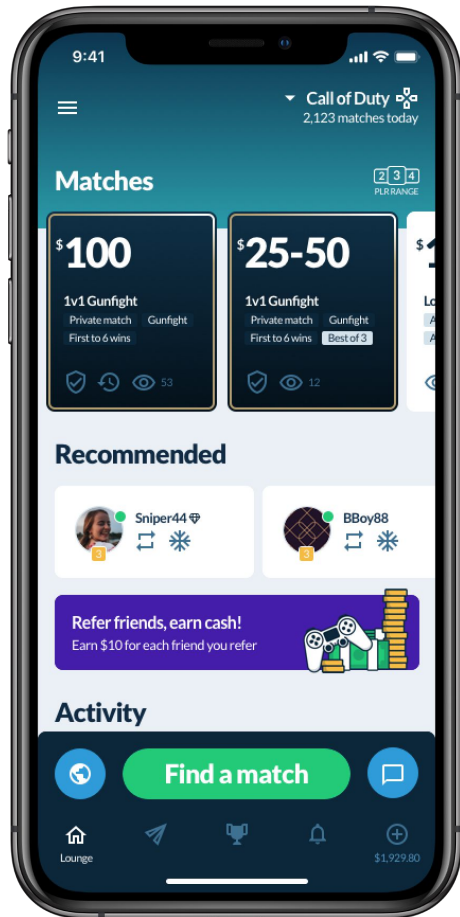 9:41
Call of Duty
2,123 matches today
Matches
2 3 4
PLR RANGE
$100
1v1 Gunfight
Private match Gunfight
First to 6 wins
53
$25-50
1v1 Gunfight
Private match Gunfight
First to 6 wins Best of 3
12
$
Recommended
Sniper44
3
BBoy88
3
Refer friends, earn cash!
Earn $10 for each friend you refer
Activity
Find a match
Lounge
$1,929.80